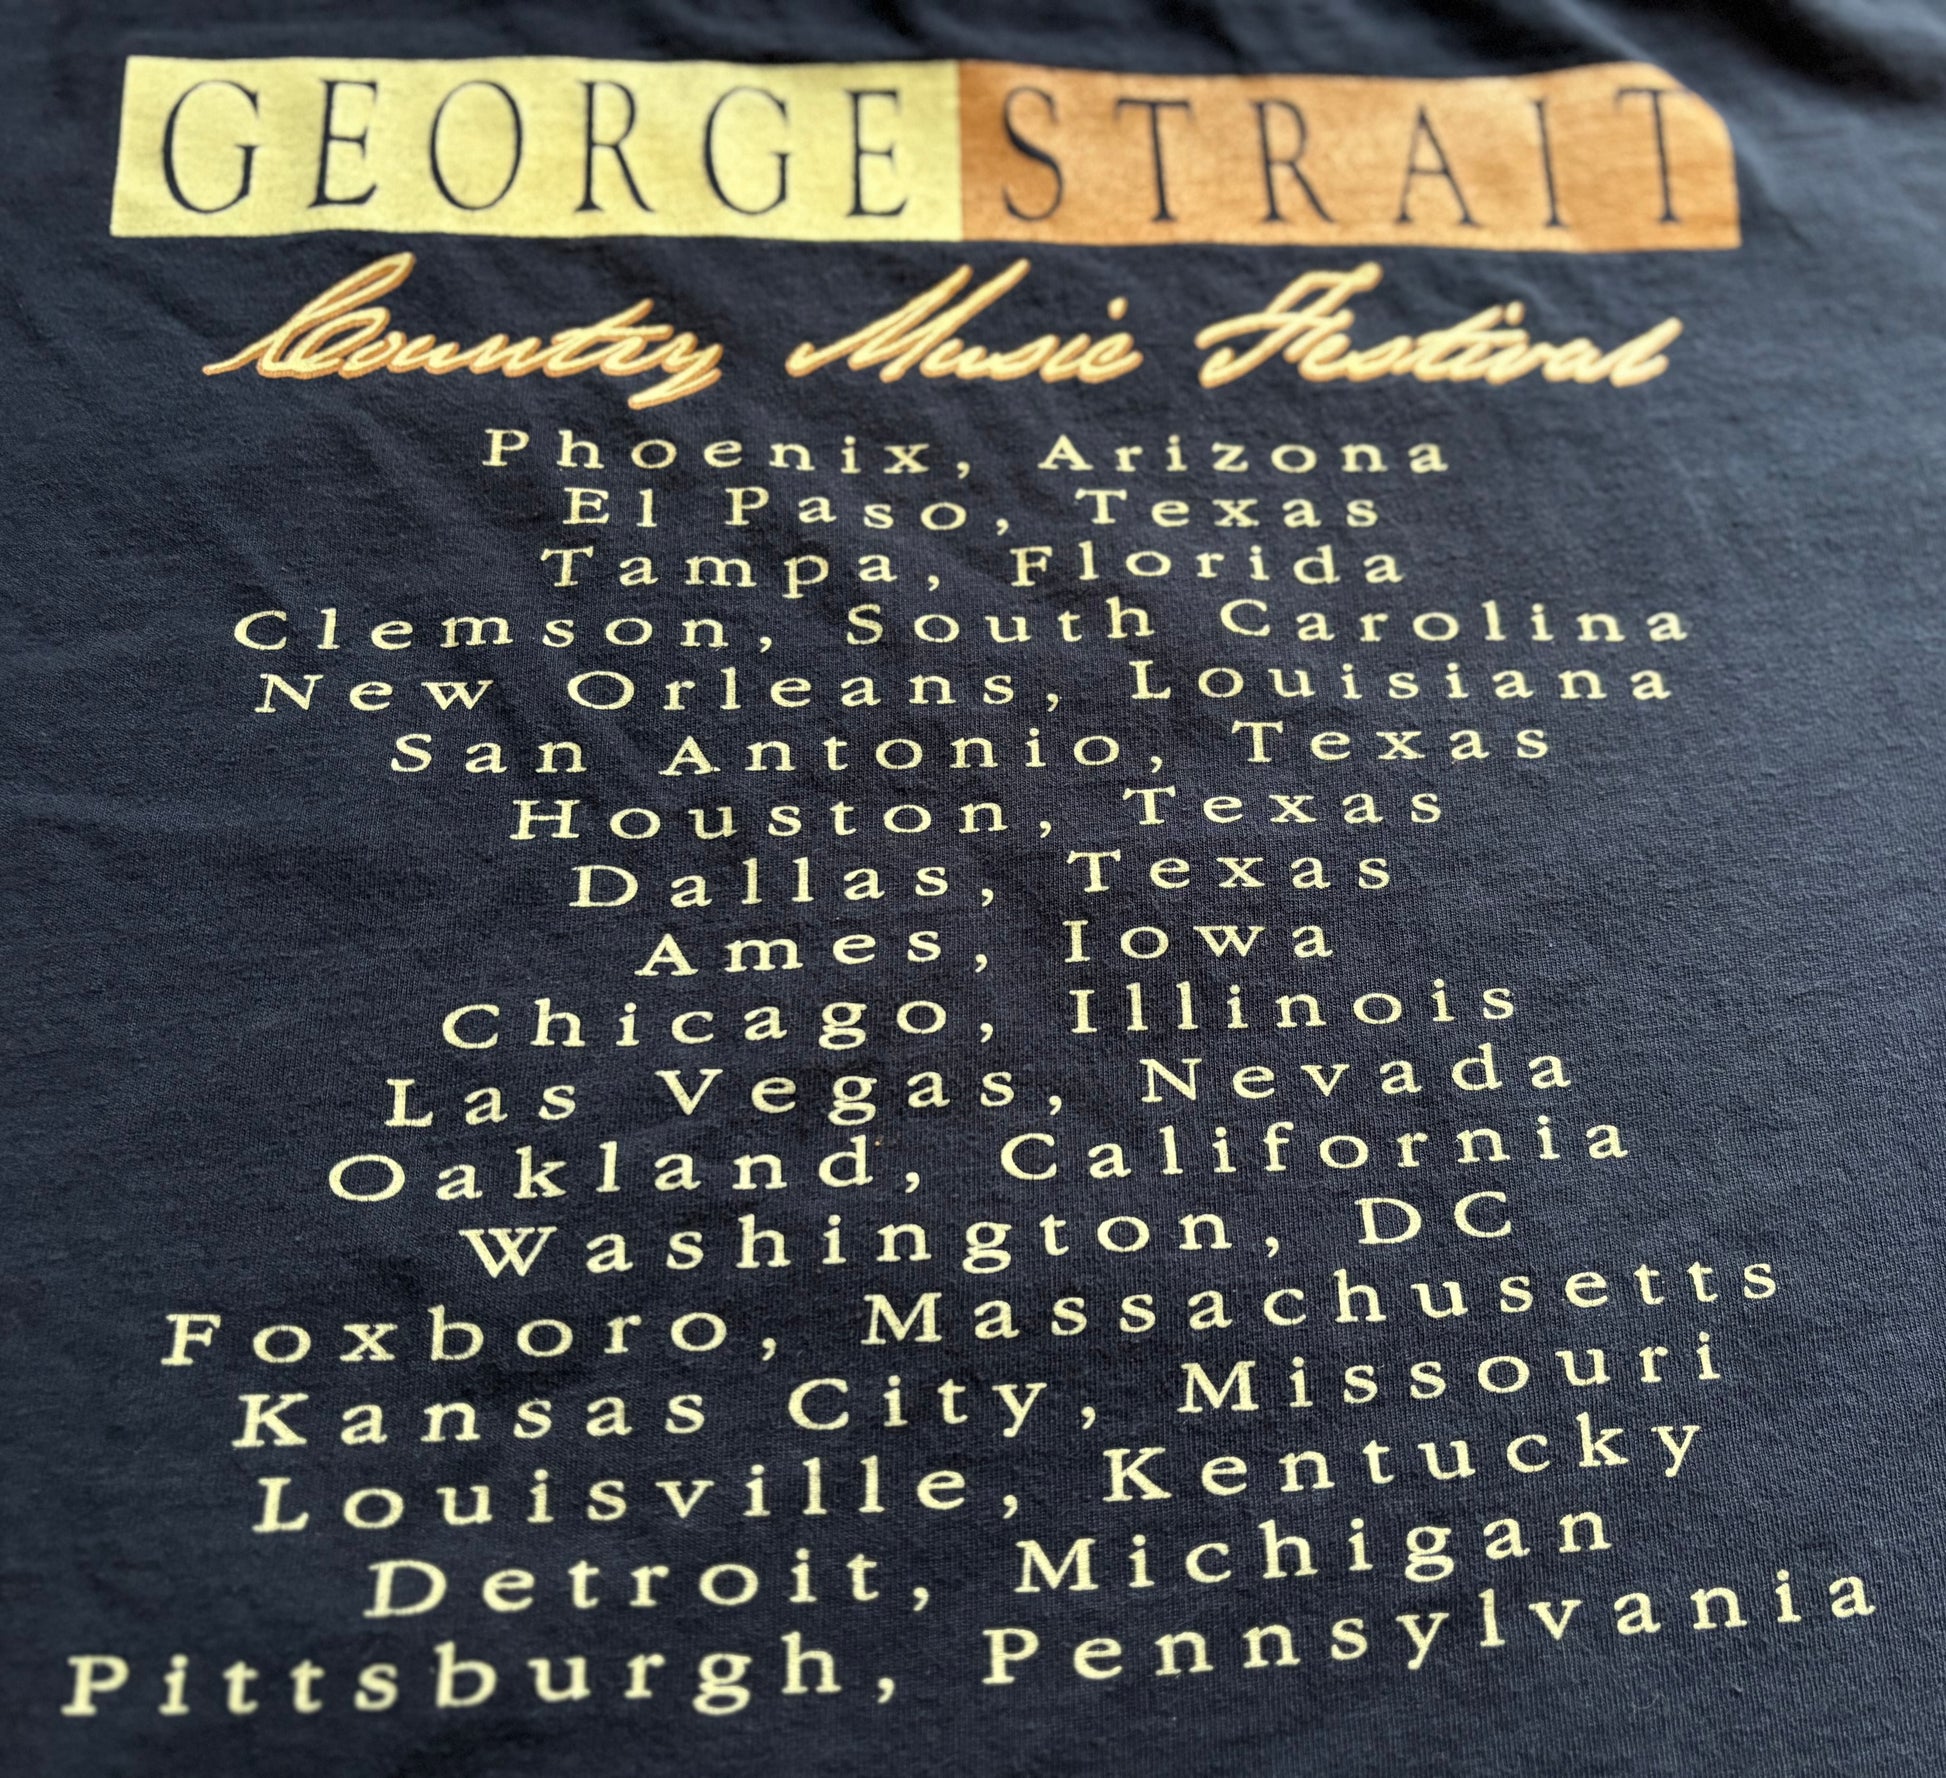 GEORGE STRAIT
Country Music Festival
Phoenix, Arizona
El Paso, Texas
Tampa, Florida
Clemson, South Carolina
New Orleans, Louisiana
San Antonio, Texas
Houston, Texas
Dallas, Texas
Ames, Iowa
Chicago, Illinois
Las Vegas, Nevada
Oakland, California
Washington, DC
Foxboro, Massachusetts
Kansas City, Missouri
Louisville, Kentucky
Detroit, Michigan
Pittsburgh, Pennsylvania